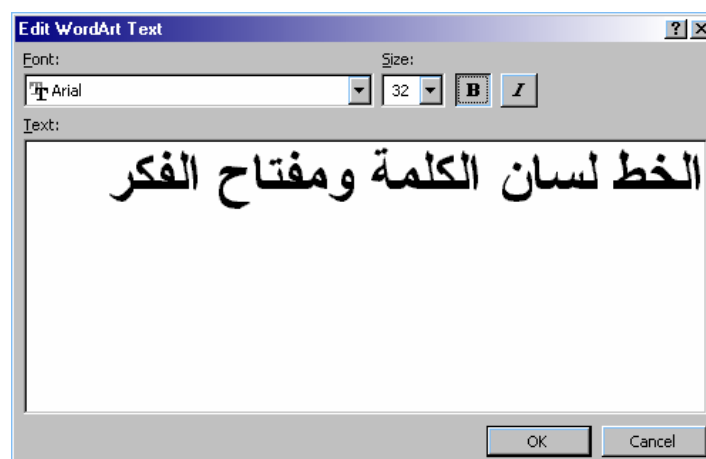 Edit WordArt Text
Font:
Size:
Arial
32
B
I
Text:
الخط لسان الكلمة ومفتاح الفكر
OK
Cancel